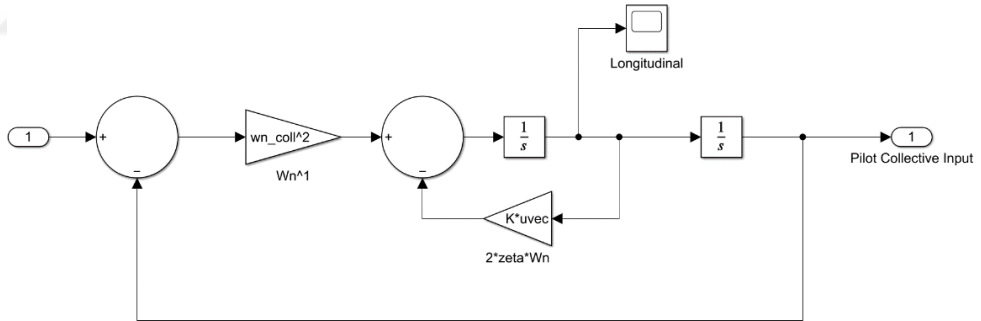 Longitudinal
1
+
−
wn_coll^2
Wn^1
+
−
1
s
1
s
1
Pilot Collective Input
K*uvec
2*zeta*Wn